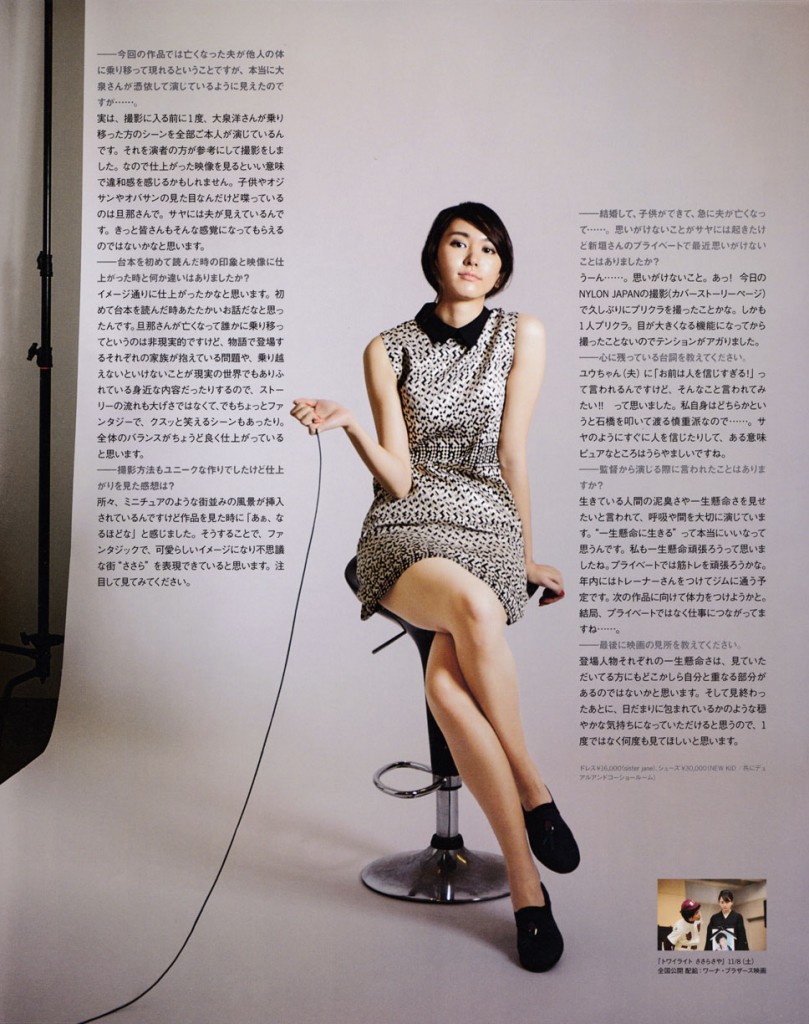 ――今回の作品では亡くなった夫が他人の体
に乗り移って現れるということですが、本当に大
泉さんが憑依して演じているように見えたので
すが……。
実は、撮影に入る前に1度、大泉洋さんが乗り
移った方のシーンを全部ご本人が演じているん
です。それを演者の方が参考にして撮影をしま
した。なので仕上がった映像を見るといい意味
で違和感を感じるかもしれません。子供やオジ
サンやオバサンの見た目なんだけど喋っている
のは旦那さんで。サヤには夫が見えているんで
す。きっと皆さんもそんな感覚になってもらえる
のではないかなと思います。
――台本を初めて読んだ時の印象と映像に仕
上がった時と何か違いはありましたか?
イメージ通りに仕上がったかなと思います。初
めて台本を読んだ時あたたかいお話だなと思っ
たんです。旦那さんが亡くなって誰かに乗り移っ
てというのは非現実的ですけど、物語で登場す
るそれぞれの家族が抱えている問題や、乗り越
えないといけないことが現実の世界でもありふ
れている身近な内容だったりするので、ストー
リーの流れも大げさではなくて、でもちょっとファ
ンタジーで、クスッと笑えるシーンもあったり。
全体のバランスがちょうど良く仕上がっている
と思います。
――撮影方法もユニークな作りでしたけど仕上
がりを見た感想は?
所々、ミニチュアのような街並みの風景が挿入
されているんですけど作品を見た時に「あぁ、な
るほどな」と感じました。そうすることで、ファ
ンタジックで、可愛らしいイメージになり不思議
な街“ささら”を表現できていると思います。注
目して見てみてください。
――結婚して、子供ができて、急に夫が亡くなっ
て……。思いがけないことがサヤには起きたけ
ど新垣さんのプライベートで最近思いがけない
ことはありましたか?
うーん……。思いがけないこと。あっ! 今日の
NYLON JAPANの撮影(カバーストーリーページ)
で久しぶりにプリクラを撮ったことかな。しかも
1人プリクラ。目が大きくなる機能になってから
撮ったことないのでテンションがアガりました。
――心に残っている台詞を教えてください。
ユウちゃん(夫)に「お前は人を信じすぎる!」っ
て言われるんですけど、そんなこと言われてみ
たい!! って思いました。私自身はどちらかという
と石橋を叩いて渡る慎重派なので……。サ
ヤのようにすぐに人を信じたりして、ある意味
ピュアなところはうらやましいですね。
――監督から演じる際に言われたことはありま
すか?
生きている人間の泥臭さや一生懸命さを見せ
たいと言われて、呼吸や間を大切に演じていま
す。“一生懸命に生きる”って本当にいいなって
思うんです。私も一生懸命頑張ろうって思いま
したね。プライベートでは筋トレを頑張ろうかな。
年内にはトレーナーさんをつけてジムに通う予
定です。次の作品に向けて体力をつけようかと。
結局、プライベートではなく仕事につながってま
すね……。
――最後に映画の見所を教えてください。
登場人物それぞれの一生懸命さは、見ていた
だいてる方にもどこかしら自分と重なる部分が
あるのではないかと思います。そして見終わっ
たあとに、日だまりに包まれているかのような穏
やかな気持ちになっていただけると思うので、1
度ではなく何度も見てほしいと思います。
シューズ¥30,000(NEW KID
アルアンドコーショールーム)
『トワイライト ささらさや』 11/8(土)
全国公開 配給:ワーナ・ブラザース映画